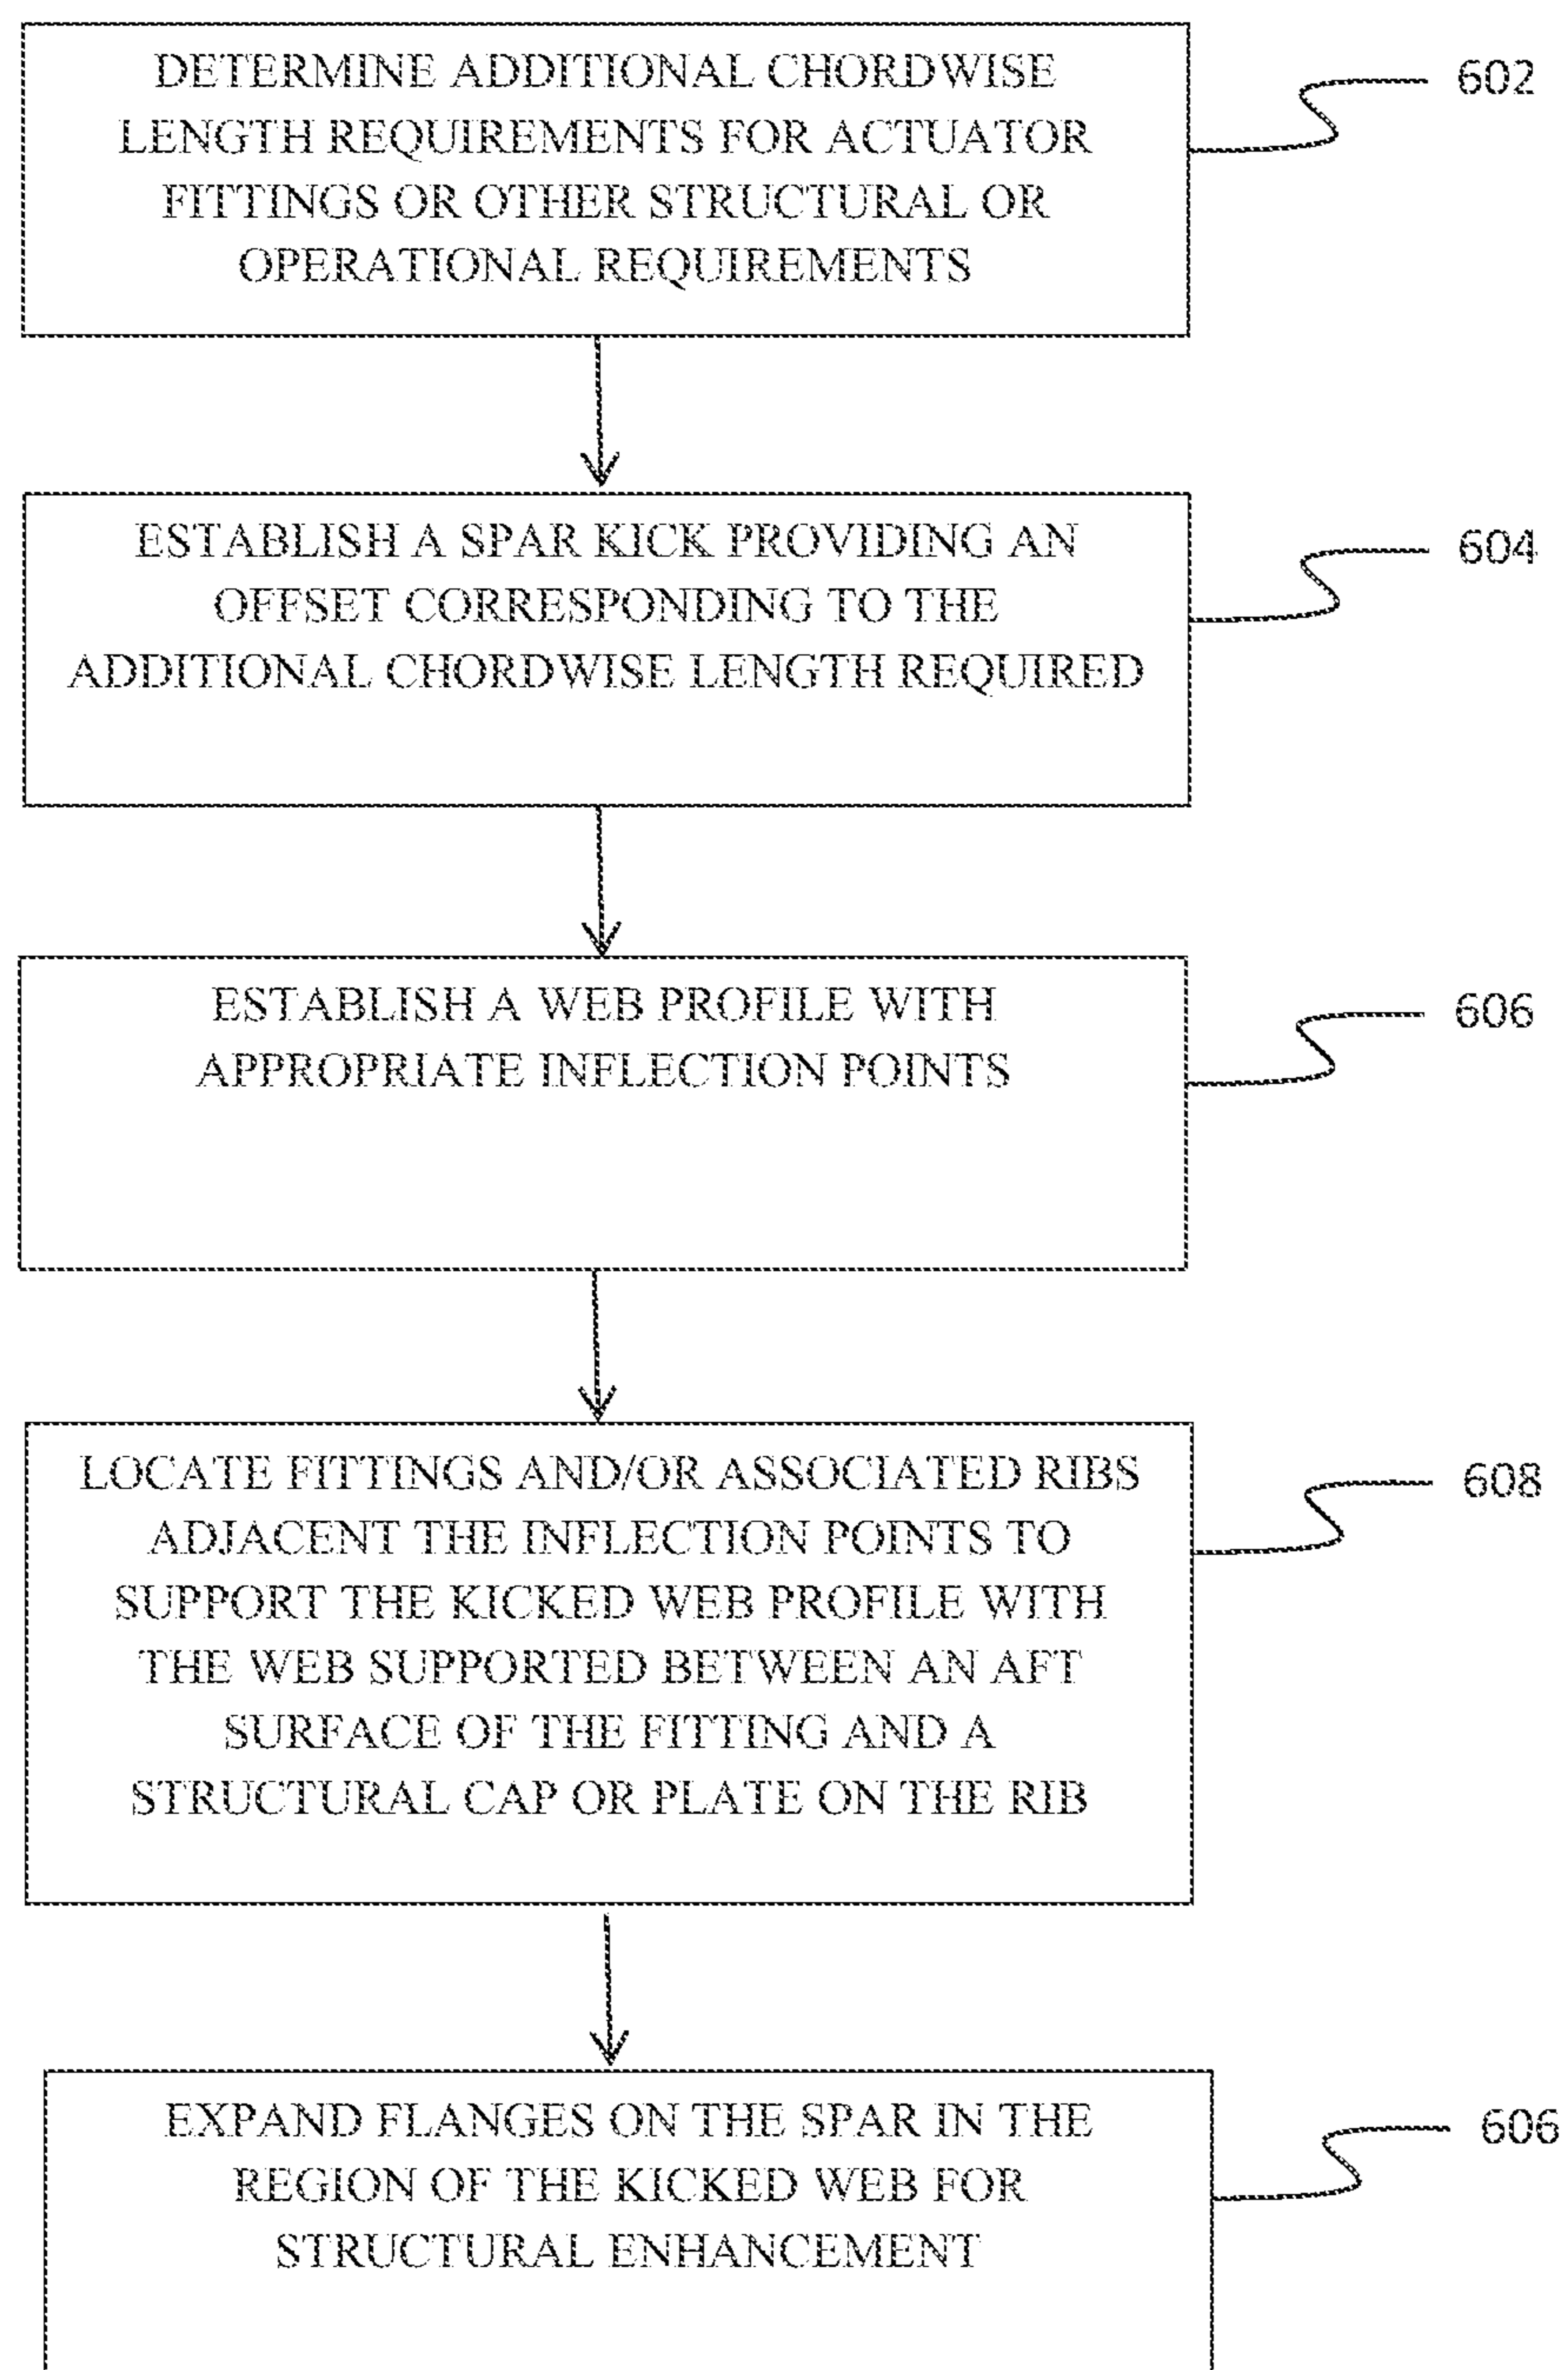 DETERMINE ADDITIONAL CHORDWISE
LENGTH REQUIREMENTS FOR ACTUATOR
FITTINGS OR OTHER STRUCTURAL OR
OPERATIONAL REQUIREMENTS
602
ESTABLISH A SPAR KICK PROVIDING AN
OFFSET CORRESPONDING TO THE
ADDITIONAL CHORDWISE LENGTH REQUIRED
604
ESTABLISH A WEB PROFILE WITH
APPROPRIATE INFLECTION POINTS
606
LOCATE FITTINGS AND/OR ASSOCIATED RIBS
ADJACENT THE INFLECTION POINTS TO
SUPPORT THE KICKED WEB PROFILE WITH
THE WEB SUPPORTED BETWEEN AN AFT
SURFACE OF THE FITTING AND A
STRUCTURAL CAP OR PLATE ON THE RIB
608
EXPAND FLANGES ON THE SPAR IN THE
REGION OF THE KICKED WEB FOR
STRUCTURAL ENHANCEMENT
606